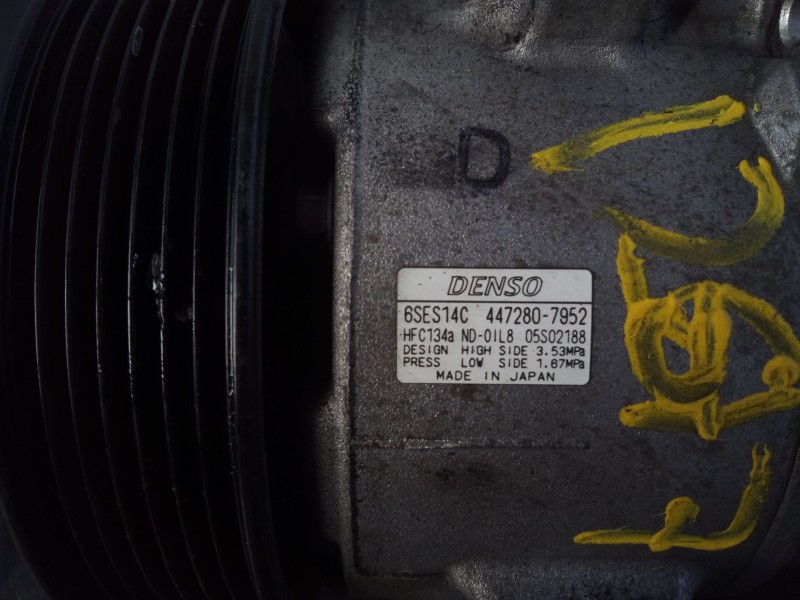 D
DENSO
6SES14C 447280-7952
HFC134a ND-OIL8 05S02188
DESIGN HIGH SIDE 3.53MPa
PRESS LOW SIDE 1.87MPa
MADE IN JAPAN